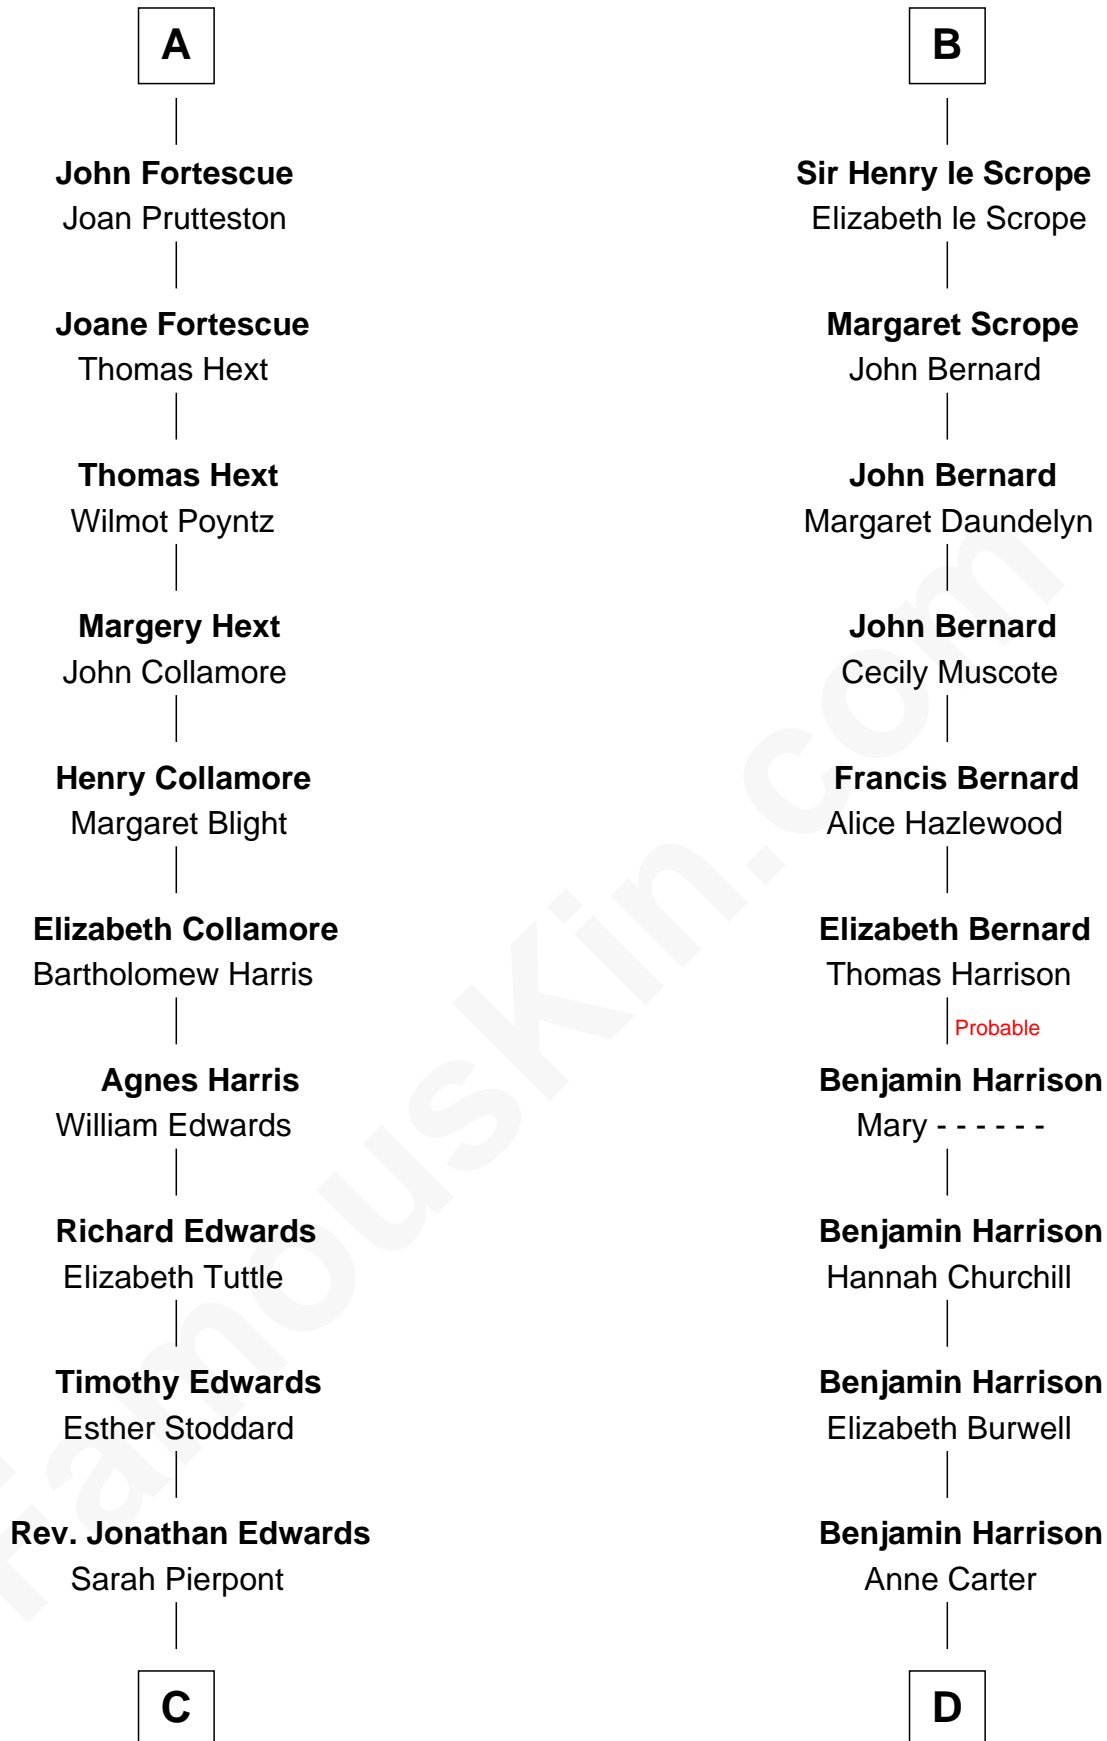 A
John Fortescue
Joan Prutteston
Joane Fortescue
Thomas Hext
Thomas Hext
Wilmot Poyntz
Margery Hext
John Collamore
Henry Collamore
Margaret Blight
Elizabeth Collamore
Bartholomew Harris
Agnes Harris
William Edwards
Richard Edwards
Elizabeth Tuttle
Timothy Edwards
Esther Stoddard
Rev. Jonathan Edwards
Sarah Pierpont
C
B
Sir Henry le Scrope
Elizabeth le Scrope
Margaret Scrope
John Bernard
John Bernard
Margaret Daundelyn
John Bernard
Cecily Muscote
Francis Bernard
Alice Hazlewood
Elizabeth Bernard
Thomas Harrison
Probable
Benjamin Harrison
Mary - - - - - -
Benjamin Harrison
Hannah Churchill
Benjamin Harrison
Elizabeth Burwell
Benjamin Harrison
Anne Carter
D
FamousKin.com